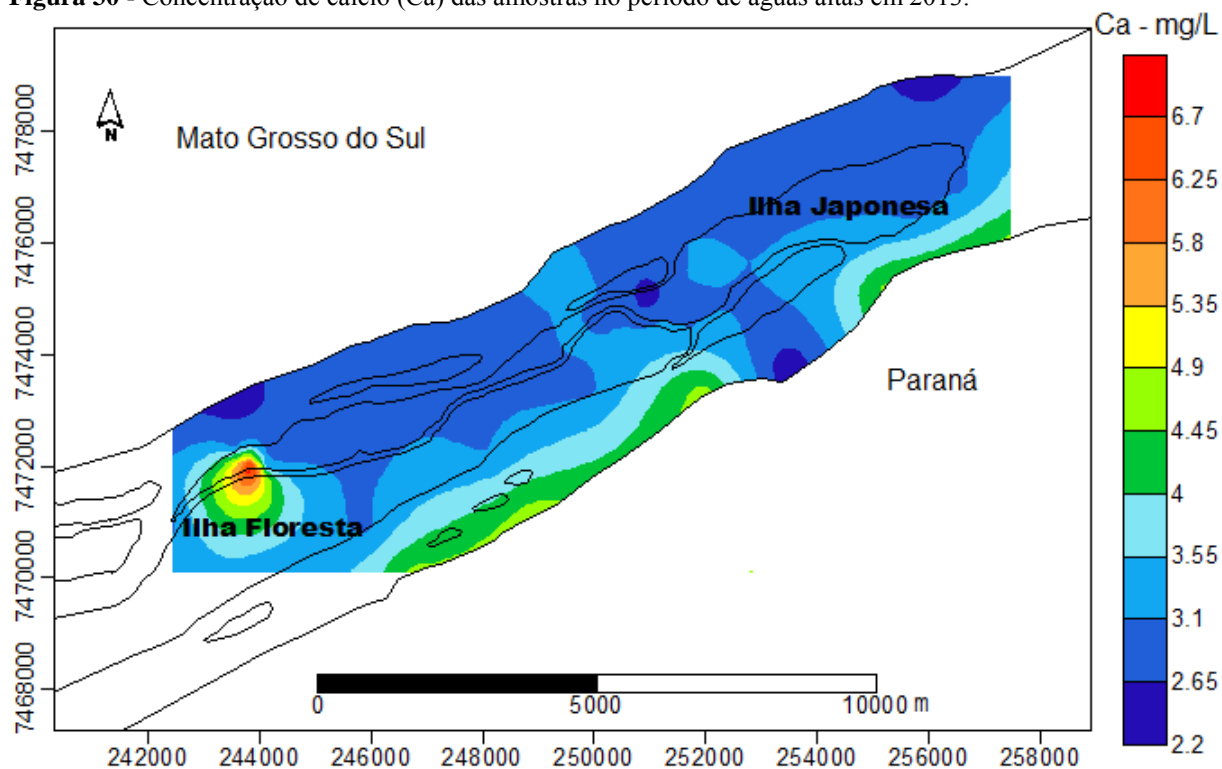 Figura 30 - Concentração de cálcio (Ca) das amostras no período de águas altas em 2013.
Ca - mg/L
N
Mato Grosso do Sul
Ilha Japonesa
Paraná
Ilha Floresta
6.7
6.25
5.8
5.35
4.9
4.45
4
3.55
3.1
2.65
2.2
7478000
7476000
7474000
7472000
7470000
7468000
0 5000 10000 m
242000 244000 246000 248000 250000 252000 254000 256000 258000